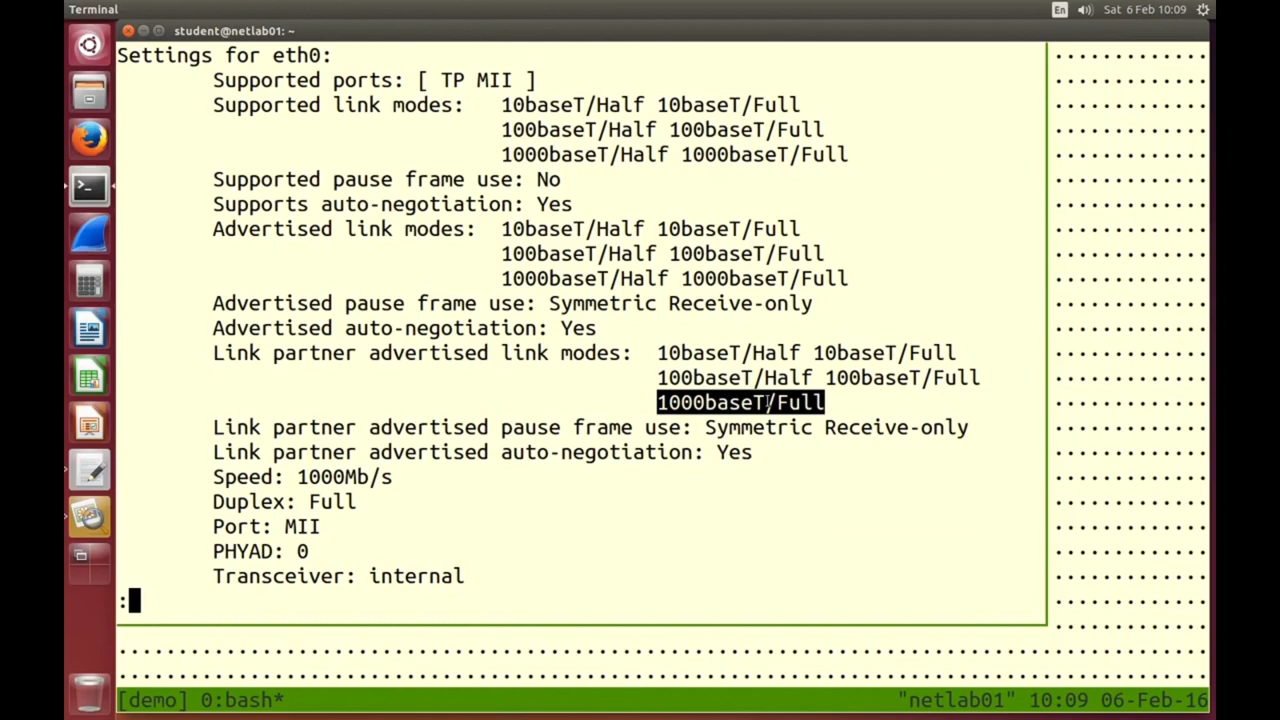 Terminal
En
Sat 6 Feb 10:09
student@netlab01: ~
Settings for eth0:
Supported ports: [ TP MII ]
Supported link modes: 10baseT/Half 10baseT/Full
100baseT/Half 100baseT/Full
1000baseT/Half 1000baseT/Full
Supported pause frame use: No
Supports auto-negotiation: Yes
Advertised link modes: 10baseT/Half 10baseT/Full
100baseT/Half 100baseT/Full
1000baseT/Half 1000baseT/Full
Advertised pause frame use: Symmetric Receive-only
Advertised auto-negotiation: Yes
Link partner advertised link modes: 10baseT/Half 10baseT/Full
100baseT/Half 100baseT/Full
1000baseT/Full
Link partner advertised pause frame use: Symmetric Receive-only
Link partner advertised auto-negotiation: Yes
Speed: 1000Mb/s
Duplex: Full
Port: MII
PHYAD: 0
Transceiver: internal
:
[demo] 0:bash* "netlab01" 10:09 06-Feb-16